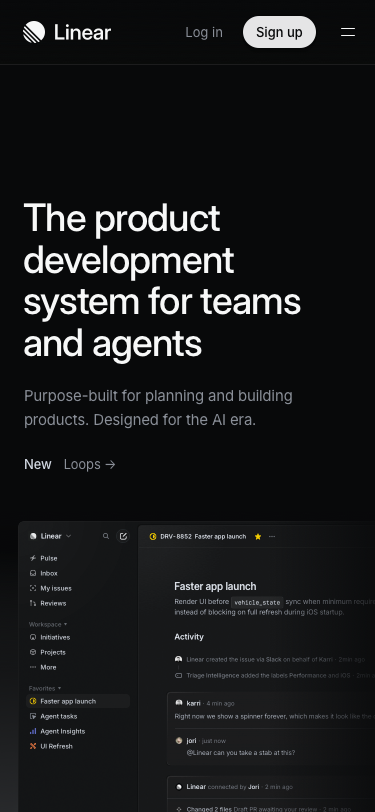 Linear
Log in
Sign up
The product
development
system for teams
and agents
Purpose-built for planning and building
products. Designed for the AI era.
New Loops →
Linear
DRV-8852 Faster app launch
Pulse
Inbox
My issues
Reviews
Workspace
Initiatives
Projects
More
Favorites
Faster app launch
Agent tasks
Agent Insights
UI Refresh
Faster app launch
Render UI before vehicle_state sync when minimum
instead of blocking on full refresh during iOS startup.
Activity
Linear created the issue via Slack on behalf of Karri · 2min ago
Triage Intelligence added the labels Performance and iOS
karri · 4 min ago
Right now we show a spinner forever, which makes it look like the
jori · just now
@Linear can you take a stab at this?
Linear connected by Jori · 2 min ago
Changed 2 files Draft PR awaiting your review · 2 min ago